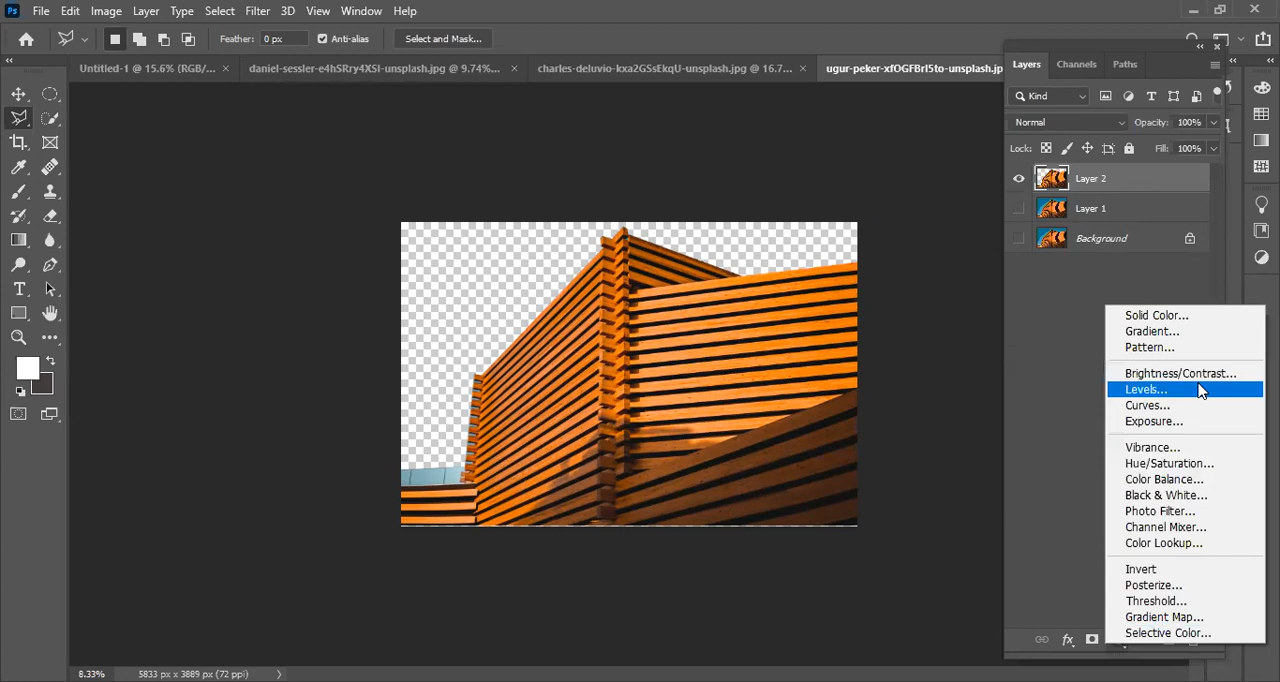 Ps File Edit Image Layer Type Select Filter 3D View Window Help
Feather: 0 px Anti-alias Select and Mask...
Untitled-1 @ 15.6% (RGB/... × daniel-sessler-e4hSRry4XSI-unsplash.jpg @ 9.74%... × charles-deluvio-kxa2GSsEkqU-unsplash.jpg @ 16.7... × ugur-peker-xfOGFBrI5to-unsplash.jp
Layers Channels Paths
Kind
Normal Opacity: 100%
Lock: Fill: 100%
Layer 2
Layer 1
Background
Solid Color...
Gradient...
Pattern...
Brightness/Contrast...
Levels...
Curves...
Exposure...
Vibrance...
Hue/Saturation...
Color Balance...
Black & White...
Photo Filter...
Channel Mixer...
Color Lookup...
Invert
Posterize...
Threshold...
Gradient Map...
Selective Color...
fx
8.33% 5833 px x 3889 px (72 ppi)